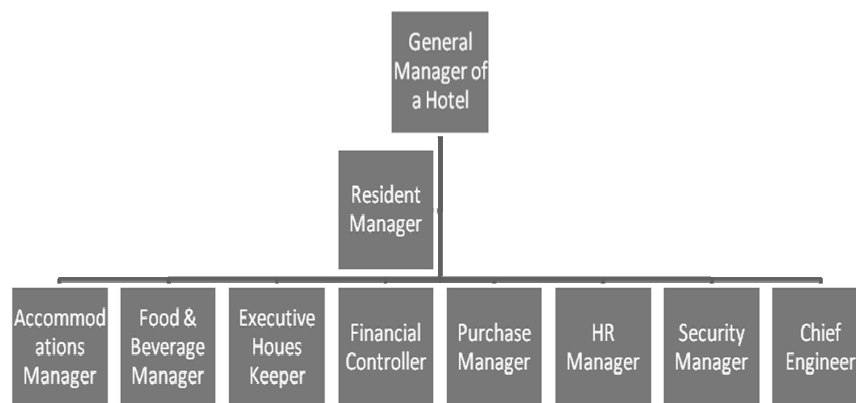 General
Manager of
a Hotel
Resident
Manager
Accommod
ations
Manager
Food &
Beverage
Manager
Executive
Houes
Keeper
Financial
Controller
Purchase
Manager
HR
Manager
Security
Manager
Chief
Engineer